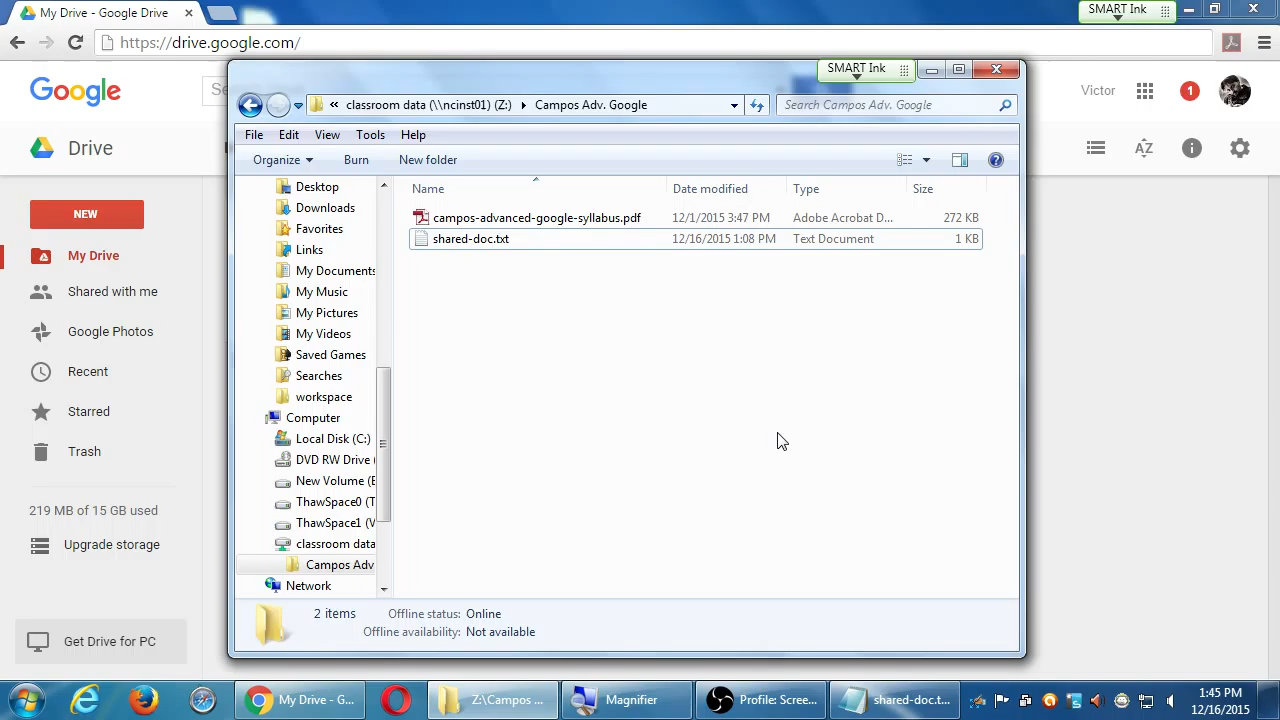 My Drive - Google Drive
SMART Ink
https://drive.google.com/
SMART Ink
Google
Se
Victor
1
classroom data (\\ncinst01) (Z:)
Campos Adv. Google
Search Campos Adv. Google
File Edit View Tools Help
Drive
Organize Burn New folder
Name Date modified Type Size
NEW
My Drive
Shared with me
Google Photos
Recent
Starred
Trash
219 MB of 15 GB used
Upgrade storage
Get Drive for PC
Desktop
Downloads
Favorites
Links
My Documents
My Music
My Pictures
My Videos
Saved Games
Searches
workspace
Computer
Local Disk (C:)
DVD RW Drive (
New Volume (E
ThawSpace0 (T
ThawSpace1 (V
classroom data
Campos Adv
Network
campos-advanced-google-syllabus.pdf 12/1/2015 3:47 PM Adobe Acrobat D... 272 KB
shared-doc.txt 12/16/2015 1:08 PM Text Document 1 KB
2 items Offline status: Online
Offline availability: Not available
My Drive - G...
Z:\Campos ...
Magnifier
Profile: Scree...
shared-doc.t...
1:45 PM
12/16/2015